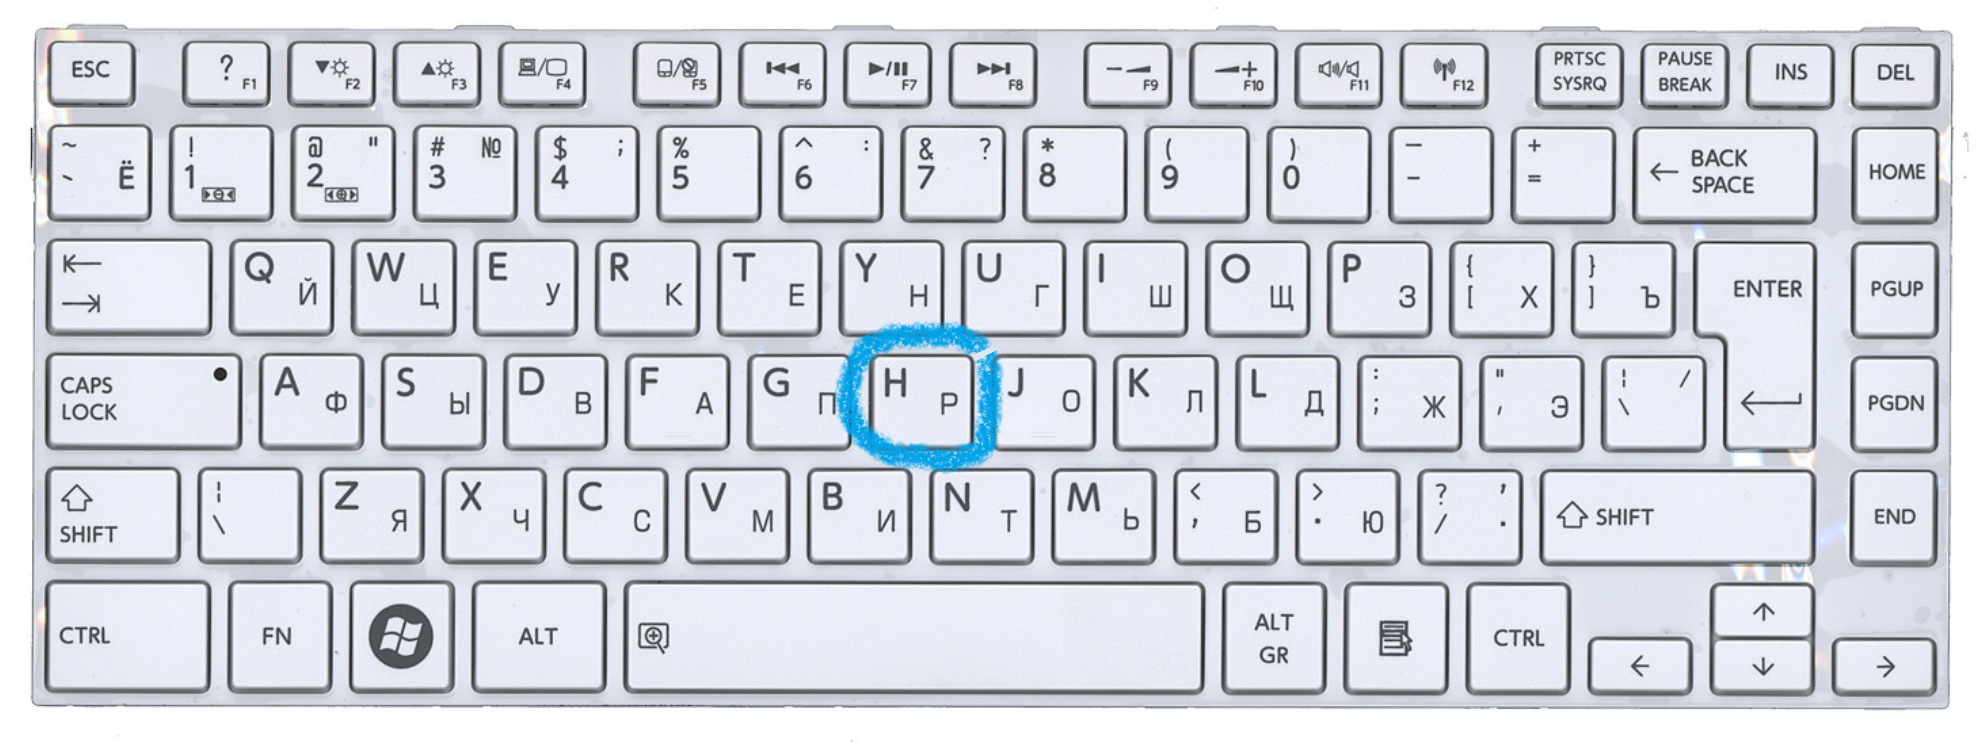 ESC ? F1 F2 F3 F4 F5 F6 F7 F8 F9 F10 F11 F12 PRTSC SYSRQ PAUSE BREAK INS DEL
~ ` Ё ! 1 @ " 2 # № 3 $ ; 4 % 5 ^ : 6 & ? 7 * 8 ( 9 ) 0 — - + = ← BACK SPACE HOME
Q Й W Ц E У R К T Е Y Н U Г I Ш O Щ P З { [ Х } ] Ъ ENTER PGUP
CAPS LOCK A Ф S Ы D В F А G П H Р J О K Л L Д : ; Ж " ' Э ¦ / \ PGDN
SHIFT ¦ \ Z Я X Ч C С V М B И N Т M Ь < , Б > . Ю ? , / . SHIFT END
CTRL FN ALT ALT GR CTRL ← ↑ ↓ →